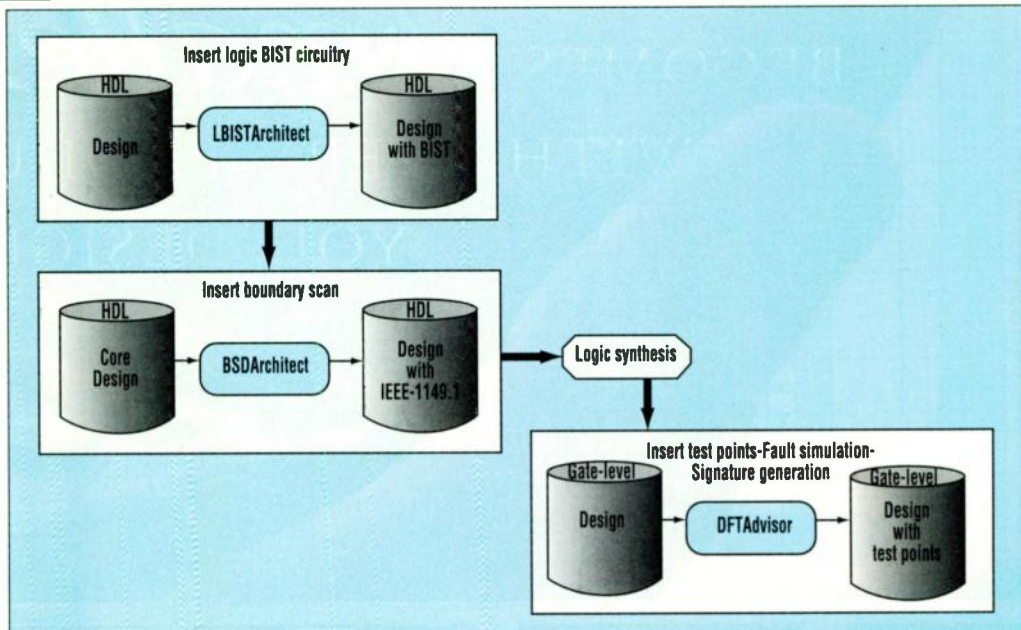 Insert logic BIST circuitry
HDL
Design
LBISTArchitect
HDL
Design
with BIST
Insert boundary scan
HDL
Core
Design
BSDArchitect
HDL
Design
with
IEEE-1149.1
Logic synthesis
Insert test points-Fault simulation-
Signature generation
Gate-level
Design
DFTAdvisor
Gate-level
Design
with
test points